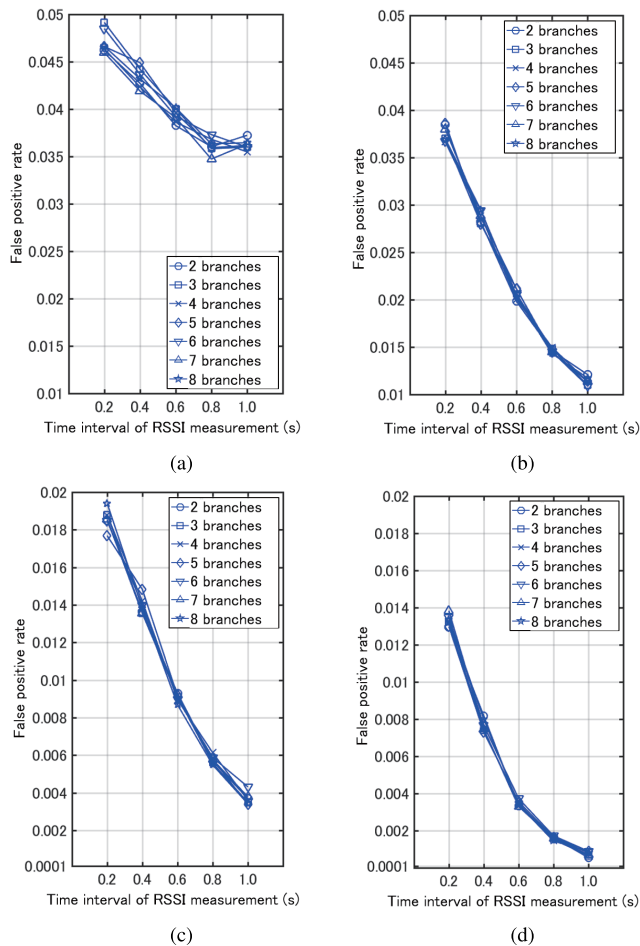 0.05
0.045
0.04
0.035
0.03
0.025
0.02
0.015
0.01
False positive rate
2 branches
3 branches
4 branches
5 branches
6 branches
7 branches
8 branches
0.2 0.4 0.6 0.8 1.0
Time interval of RSSI measurement (s)
(a)
0.05
0.045
0.04
0.035
0.03
0.025
0.02
0.015
0.01
False positive rate
2 branches
3 branches
4 branches
5 branches
6 branches
7 branches
8 branches
0.2 0.4 0.6 0.8 1.0
Time interval of RSSI measurement (s)
(b)
0.02
0.018
0.016
0.014
0.012
0.01
0.008
0.006
0.004
0.002
0.0001
False positive rate
2 branches
3 branches
4 branches
5 branches
6 branches
7 branches
8 branches
0.2 0.4 0.6 0.8 1.0
Time interval of RSSI measurement (s)
(c)
0.02
0.018
0.016
0.014
0.012
0.01
0.008
0.006
0.004
0.002
0.0001
False positive rate
2 branches
3 branches
4 branches
5 branches
6 branches
7 branches
8 branches
0.2 0.4 0.6 0.8 1.0
Time interval of RSSI measurement (s)
(d)